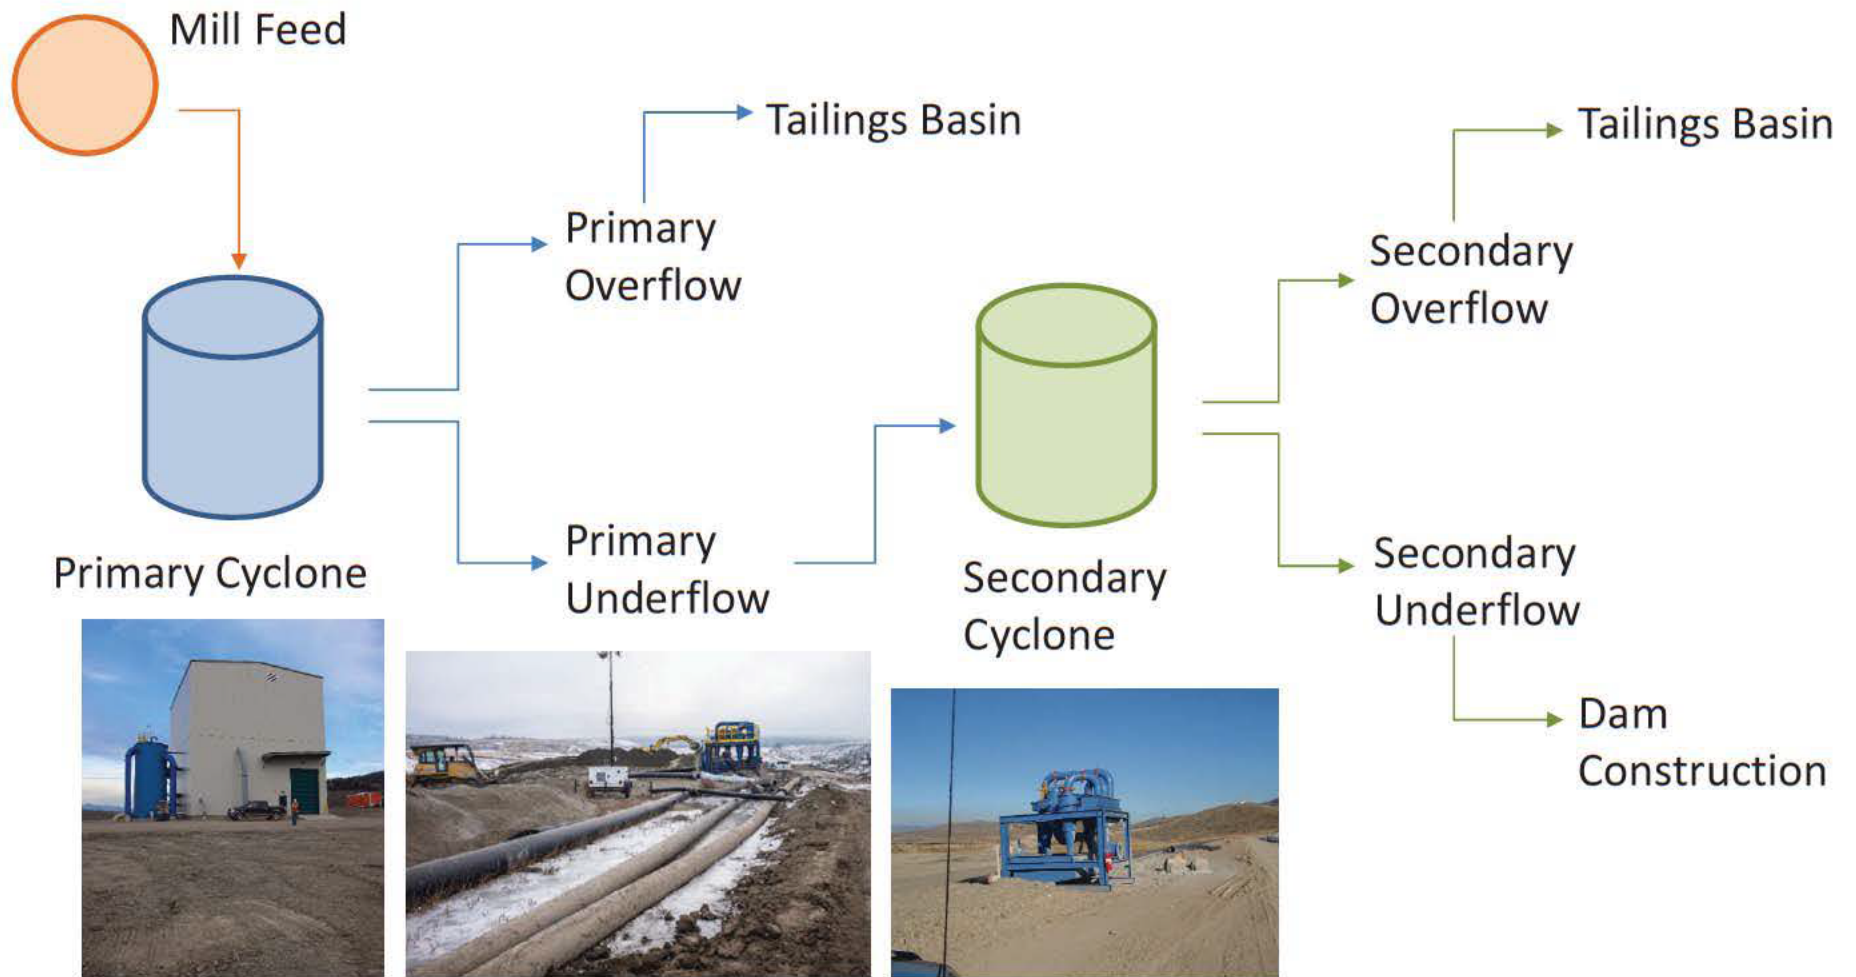 Mill Feed
Tailings Basin
Tailings Basin
Primary
Overflow
Secondary
Overflow
Primary Cyclone
Primary
Underflow
Secondary
Cyclone
Secondary
Underflow
Dam
Construction